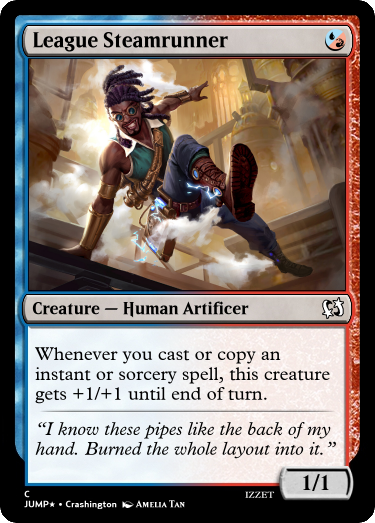 League Steamrunner
Creature — Human Artificer
Whenever you cast or copy an
instant or sorcery spell, this creature
gets +1/+1 until end of turn.
“I know these pipes like the back of my
hand. Burned the whole layout into it.”
1/1
C
JUMP★ • Crashington Amelia Tan
IZZET